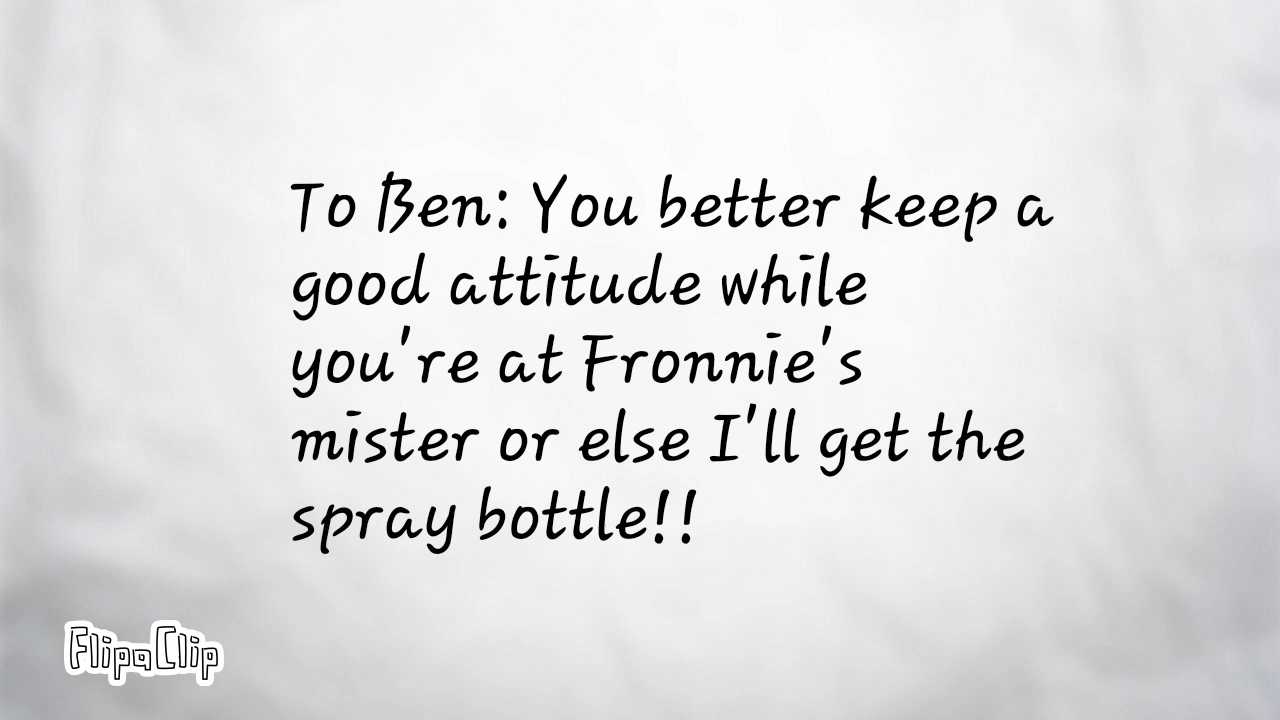 To Ben: You better keep a
good attitude while
you're at Fronnie's
mister or else I'll get the
spray bottle!!
FlipaClip